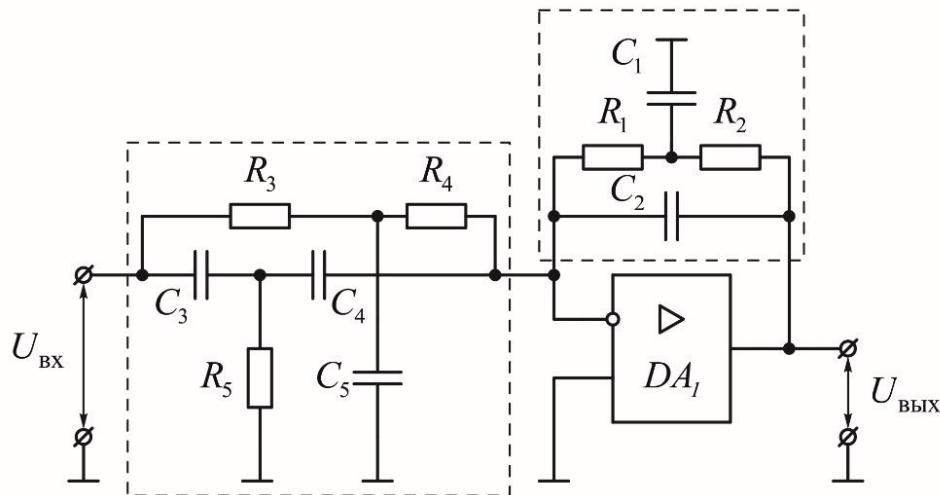 C₁
R₁ R₂
C₂
R₃ R₄
C₃ C₄
R₅ C₅
DA₁
Uвх
Uвых